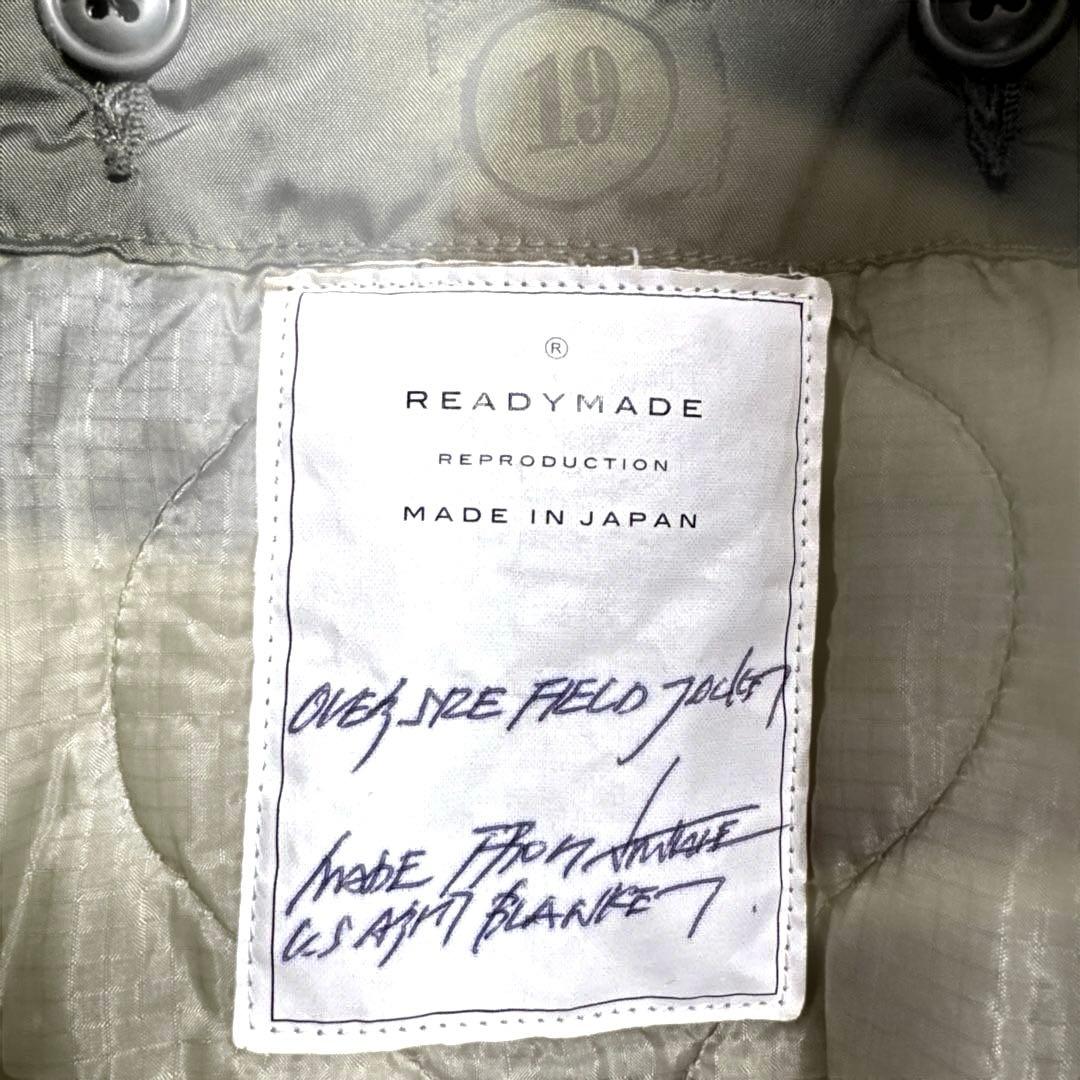 19
®
READYMADE
REPRODUCTION
MADE IN JAPAN
OVER SIZE FIELD JACKET
MADE FROM VINTAGE
U.S ARMY BLANKET.